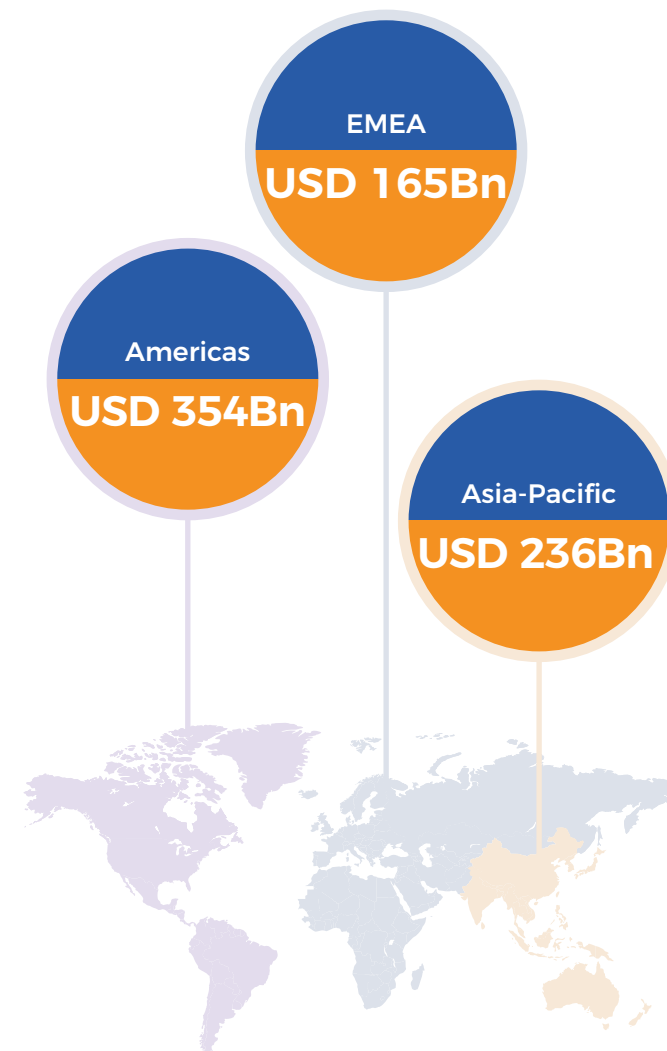 EMEA
USD 165Bn
Americas
USD 354Bn
Asia-Pacific
USD 236Bn